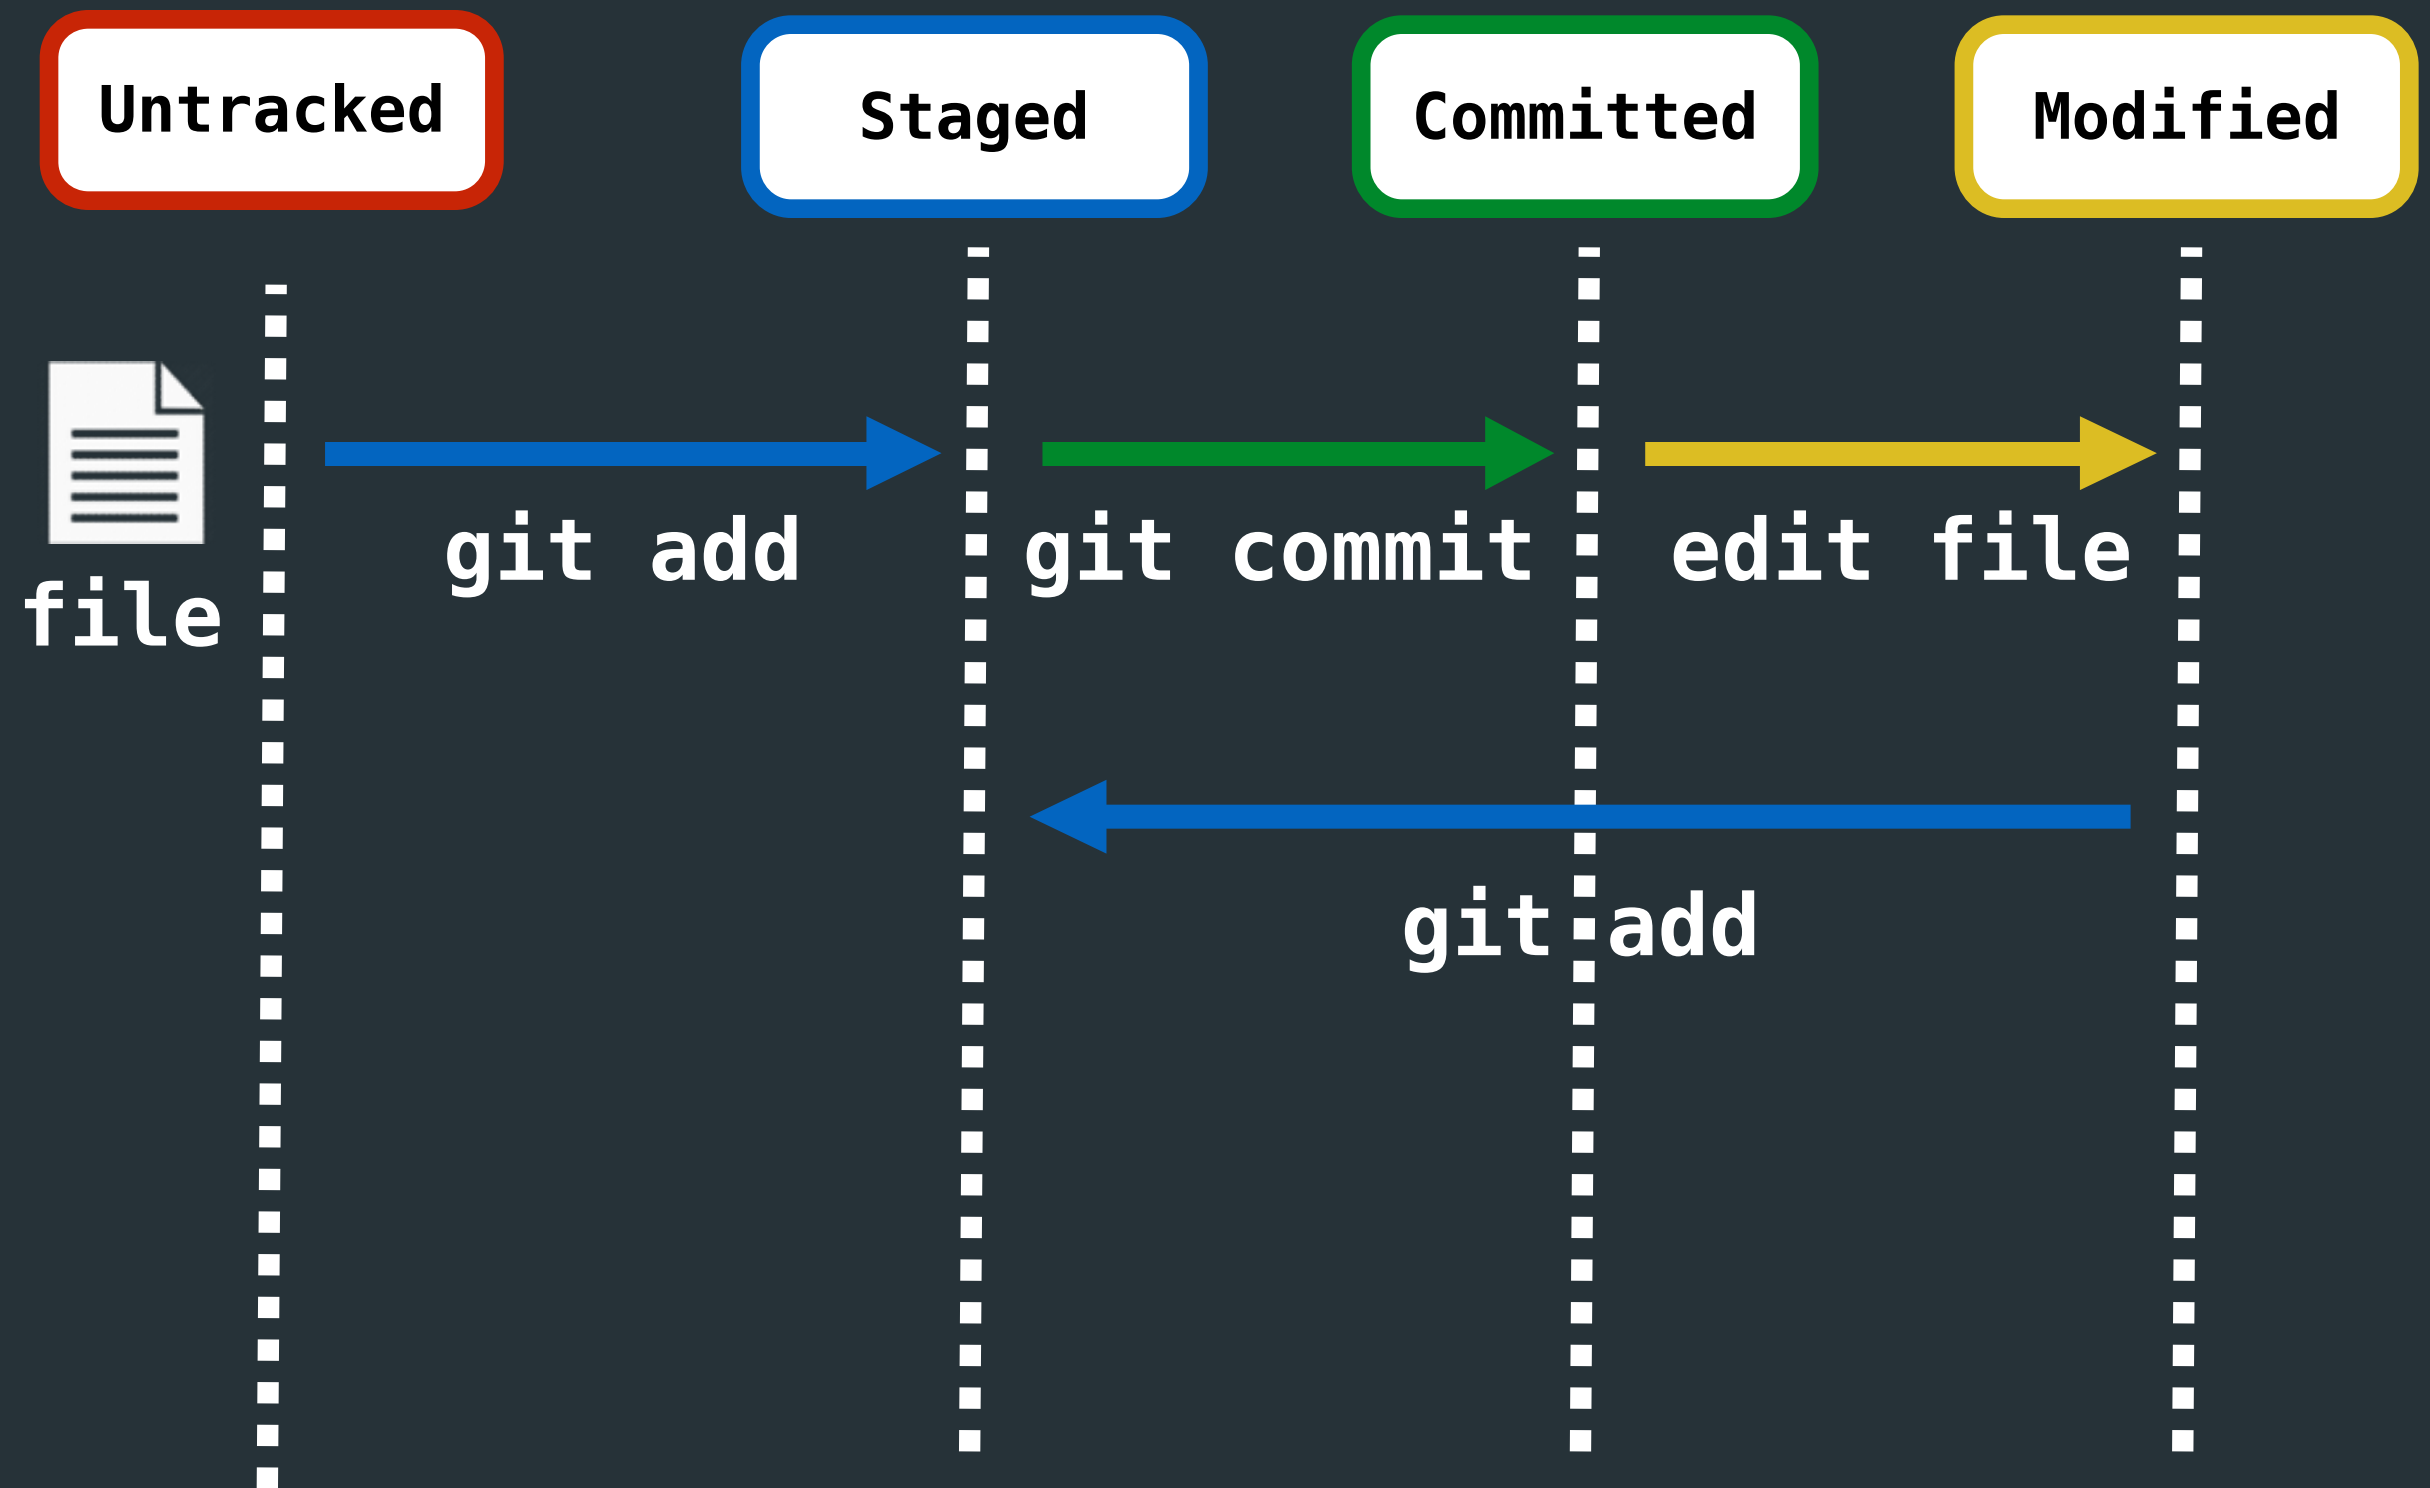 Untracked
Staged
Committed
Modified
file
git add
git commit
edit file
git add